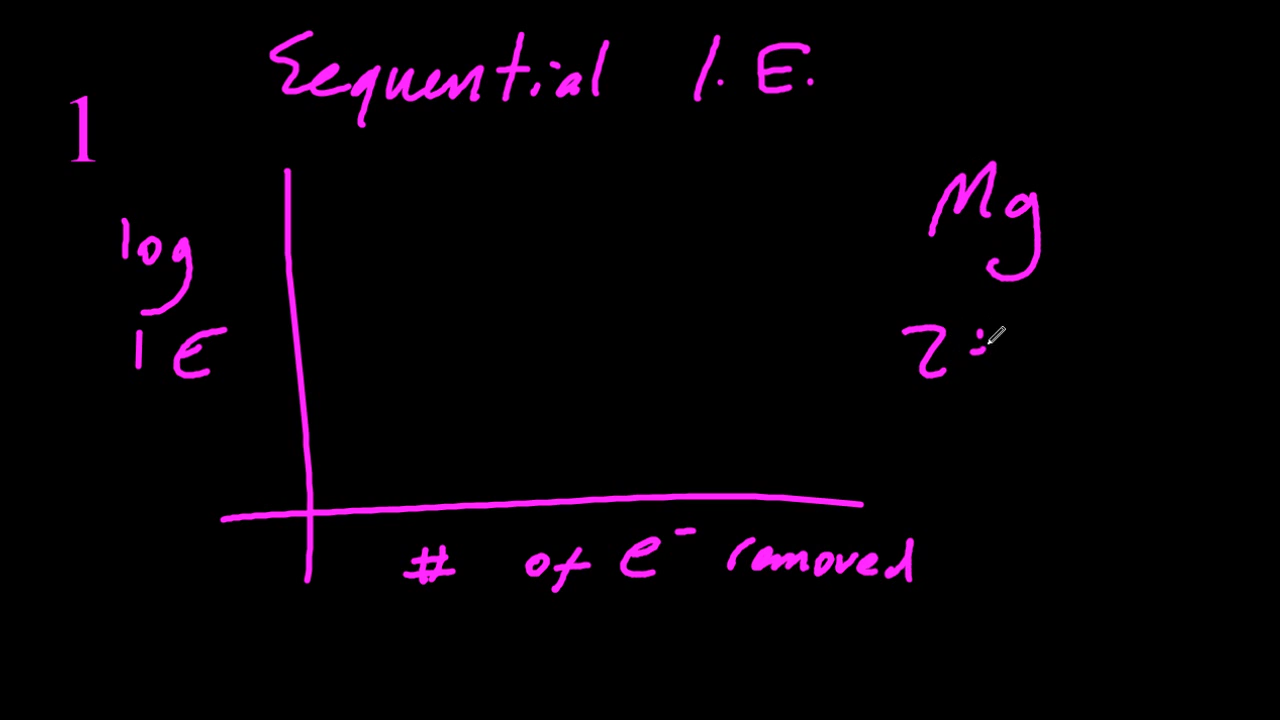 Sequential I.E.
1
Mg
log
IE
Z =
# of e⁻ removed